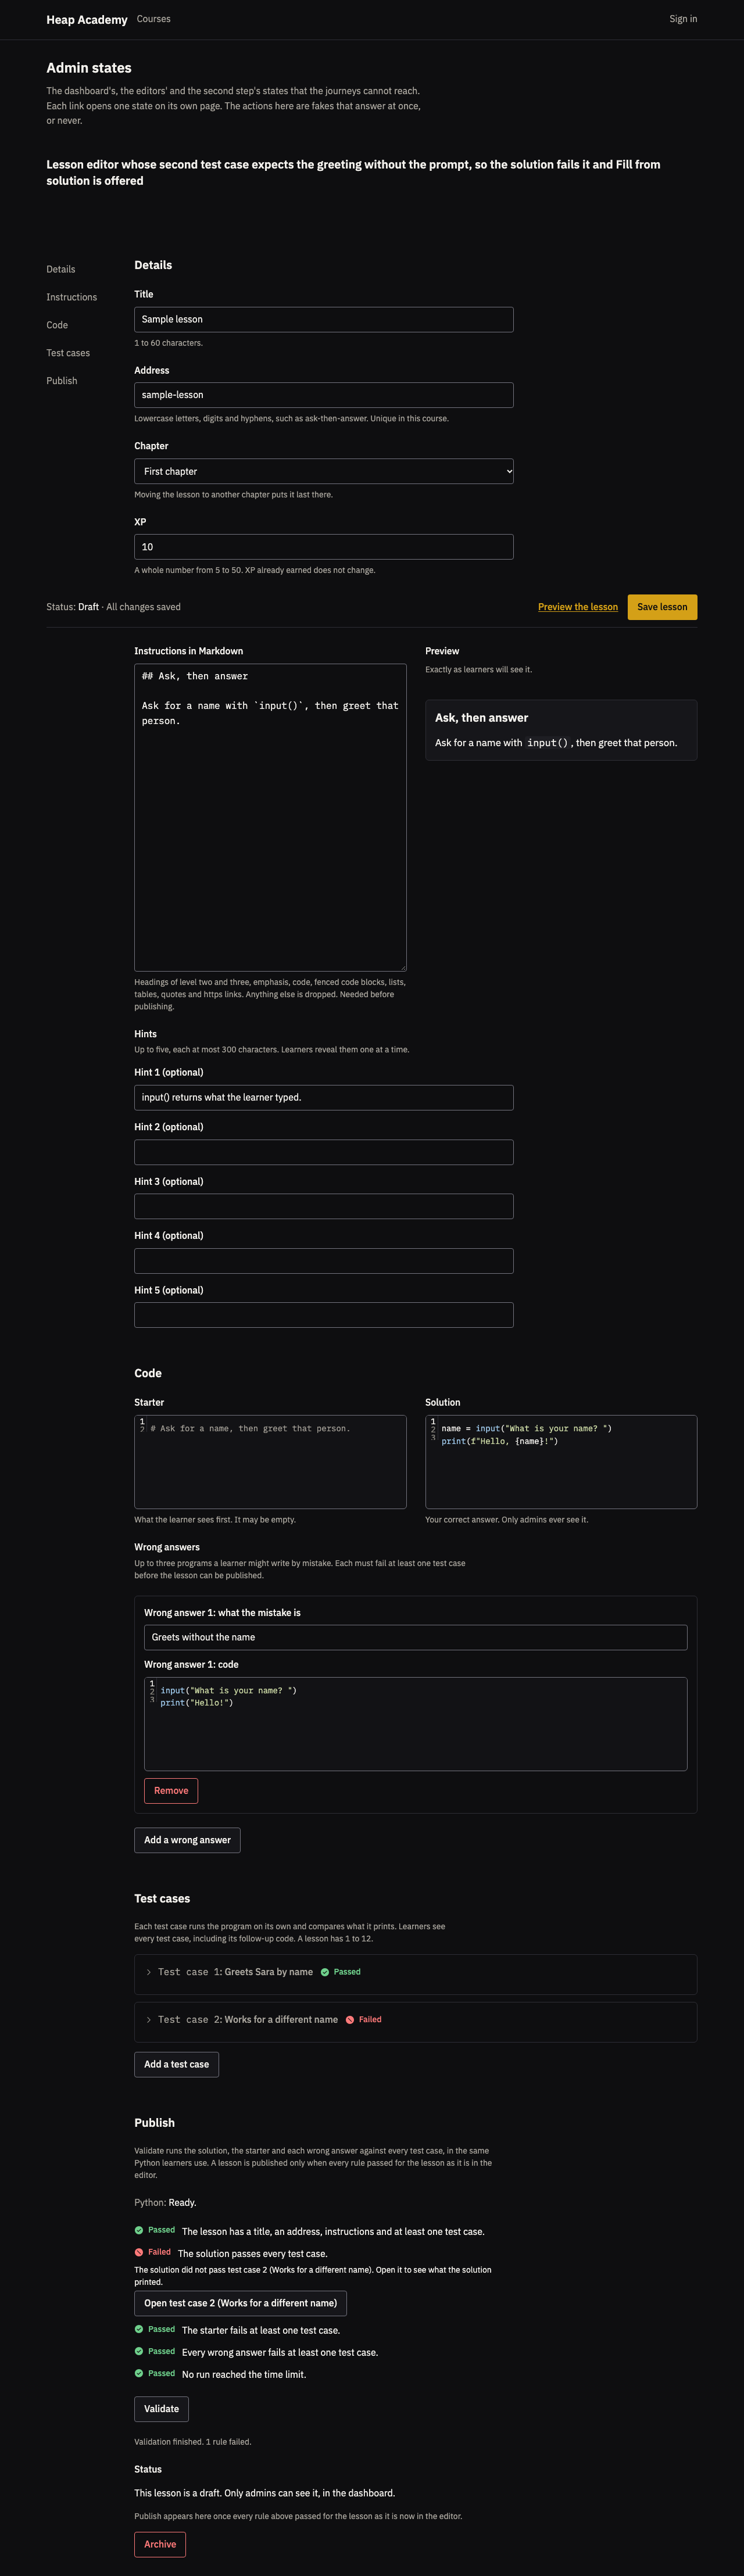 Heap Academy Courses Sign in
Admin states
The dashboard's, the editors' and the second step's states that the journeys cannot reach.
Each link opens one state on its own page. The actions here are fakes that answer at once,
or never.
Lesson editor whose second test case expects the greeting without the prompt, so the solution fails it and Fill from
solution is offered
Details
Instructions
Code
Test cases
Publish
Details
Title
Sample lesson
1 to 60 characters.
Address
sample-lesson
Lowercase letters, digits and hyphens, such as ask-then-answer. Unique in this course.
Chapter
First chapter
Moving the lesson to another chapter puts it last there.
XP
10
A whole number from 5 to 50. XP already earned does not change.
Status: Draft · All changes saved Preview the lesson Save lesson
Instructions in Markdown
## Ask, then answer
Ask for a name with `input()`, then greet that
person.
Headings of level two and three, emphasis, code, fenced code blocks, lists,
tables, quotes and https links. Anything else is dropped. Needed before
publishing.
Preview
Exactly as learners will see it.
Ask, then answer
Ask for a name with input(), then greet that person.
Hints
Up to five, each at most 300 characters. Learners reveal them one at a time.
Hint 1 (optional)
input() returns what the learner typed.
Hint 2 (optional)
Hint 3 (optional)
Hint 4 (optional)
Hint 5 (optional)
Code
Starter
1
2
# Ask for a name, then greet that person.
What the learner sees first. It may be empty.
Solution
1
2
3
name = input("What is your name? ")
print(f"Hello, {name}!")
Your correct answer. Only admins ever see it.
Wrong answers
Up to three programs a learner might write by mistake. Each must fail at least one test case
before the lesson can be published.
Wrong answer 1: what the mistake is
Greets without the name
Wrong answer 1: code
1
2
3
input("What is your name? ")
print("Hello!")
Remove
Add a wrong answer
Test cases
Each test case runs the program on its own and compares what it prints. Learners see
every test case, including its follow-up code. A lesson has 1 to 12.
Test case 1: Greets Sara by name Passed
Test case 2: Works for a different name Failed
Add a test case
Publish
Validate runs the solution, the starter and each wrong answer against every test case, in the same
Python learners use. A lesson is published only when every rule passed for the lesson as it is in the
editor.
Python: Ready.
Passed The lesson has a title, an address, instructions and at least one test case.
Failed The solution passes every test case.
The solution did not pass test case 2 (Works for a different name). Open it to see what the solution
printed.
Open test case 2 (Works for a different name)
Passed The starter fails at least one test case.
Passed Every wrong answer fails at least one test case.
Passed No run reached the time limit.
Validate
Validation finished. 1 rule failed.
Status
This lesson is a draft. Only admins can see it, in the dashboard.
Publish appears here once every rule above passed for the lesson as it is now in the editor.
Archive